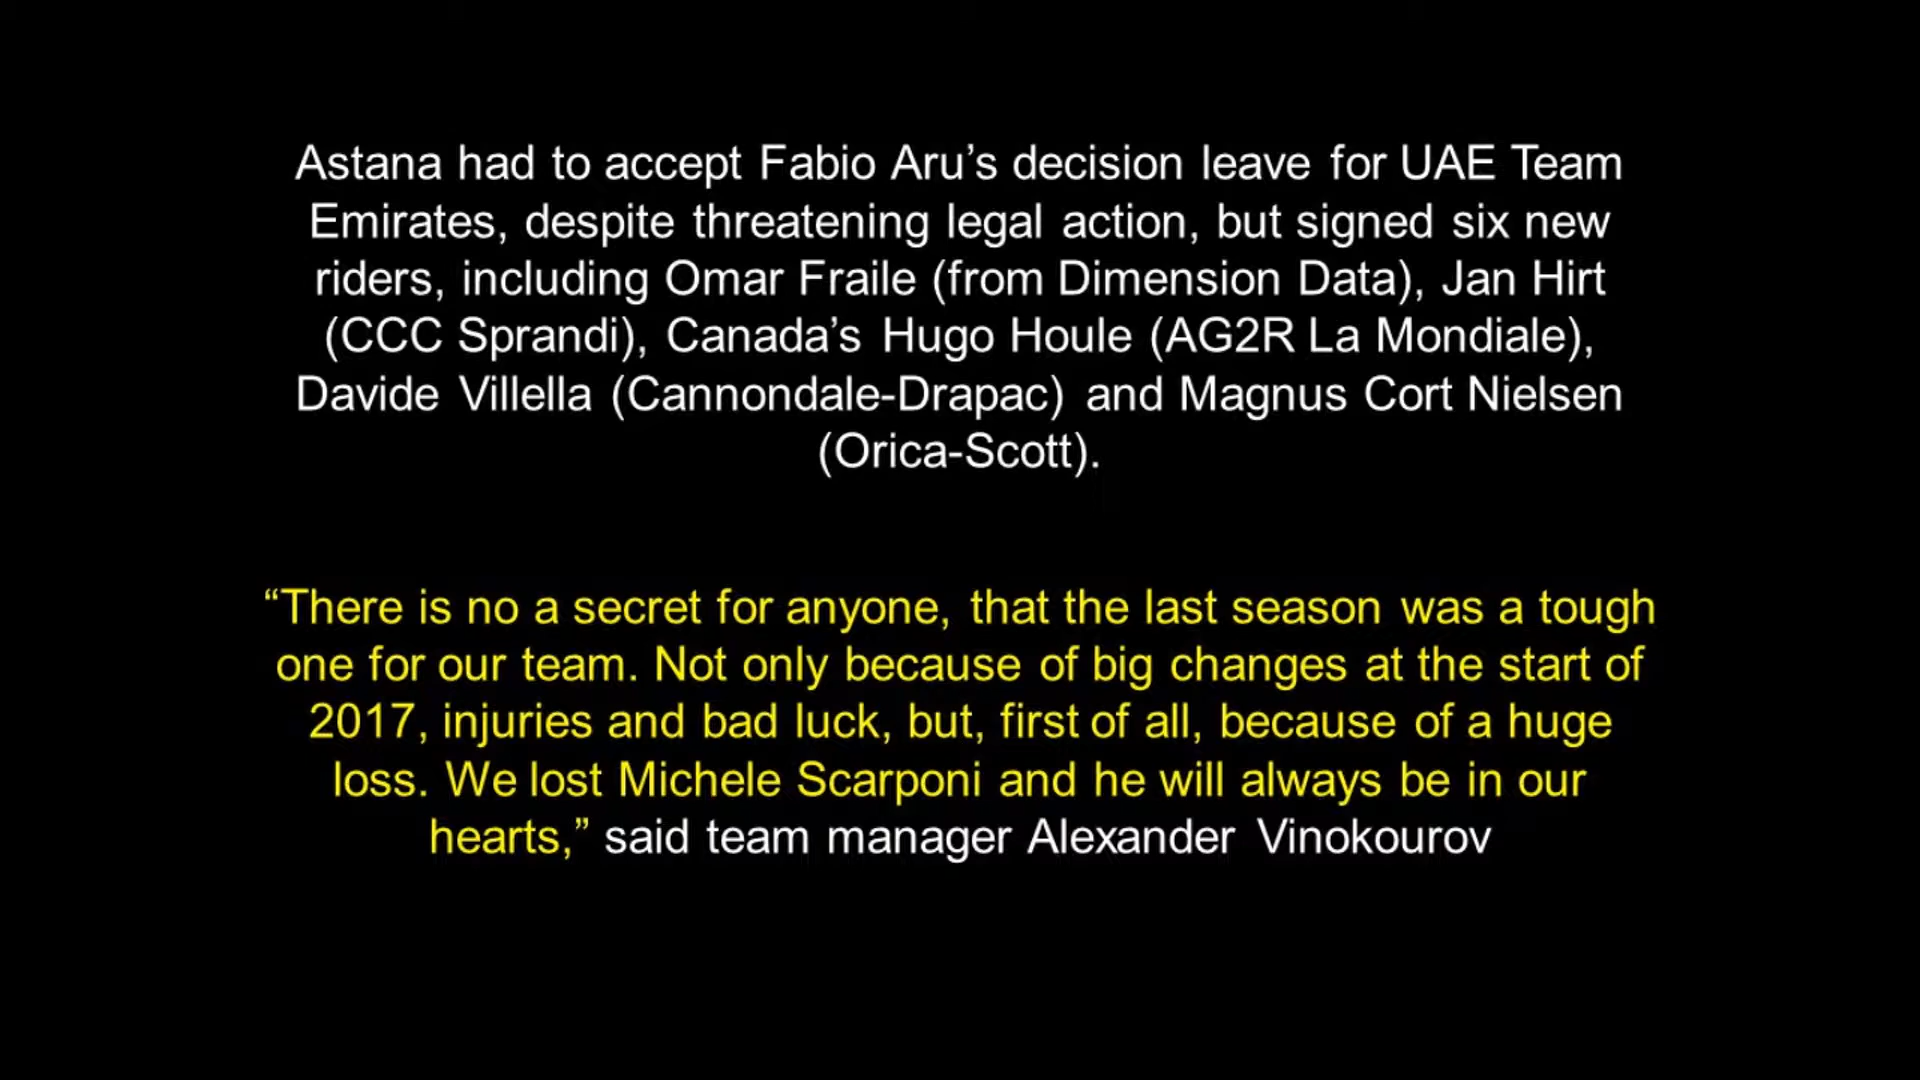 Astana had to accept Fabio Aru’s decision leave for UAE Team
Emirates, despite threatening legal action, but signed six new
riders, including Omar Fraile (from Dimension Data), Jan Hirt
(CCC Sprandi), Canada’s Hugo Houle (AG2R La Mondiale),
Davide Villella (Cannondale-Drapac) and Magnus Cort Nielsen
(Orica-Scott).
“There is no a secret for anyone, that the last season was a tough
one for our team. Not only because of big changes at the start of
2017, injuries and bad luck, but, first of all, because of a huge
loss. We lost Michele Scarponi and he will always be in our
hearts,” said team manager Alexander Vinokourov